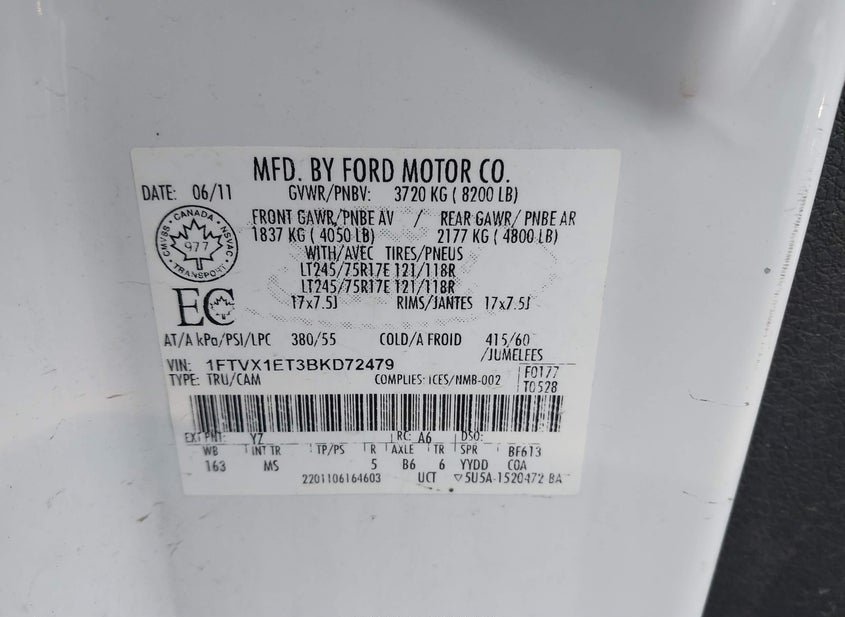 MFD. BY FORD MOTOR CO.
DATE: 06/11 GVWR/PNBV: 3720 KG ( 8200 LB)
FRONT GAWR/PNBE AV / REAR GAWR/ PNBE AR
1837 KG ( 4050 LB) 2177 KG ( 4800 LB)
CANADA
CMVSS NSVAC
977
TRANSPORT
WITH/AVEC TIRES/PNEUS
LT245/75R17E 121/118R
LT245/75R17E 121/118R
EC
17x7.5J RIMS/JANTES 17x7.5J
AT/A kPa/PSI/LPC 380/55 COLD/A FROID 415/60
/JUMELEES
VIN: 1FTVX1ET3BKD72479
TYPE: TRU/CAM COMPLIES: ICES/NMB-002
F0177
T0528
EXT PNT: YZ RC: A6 DSO:
WB INT TR TP/PS R AXLE TR SPR BF613
163 MS 5 B6 6 YYDD COA
2201106164603 UCT ▽5U5A-1520472 BA